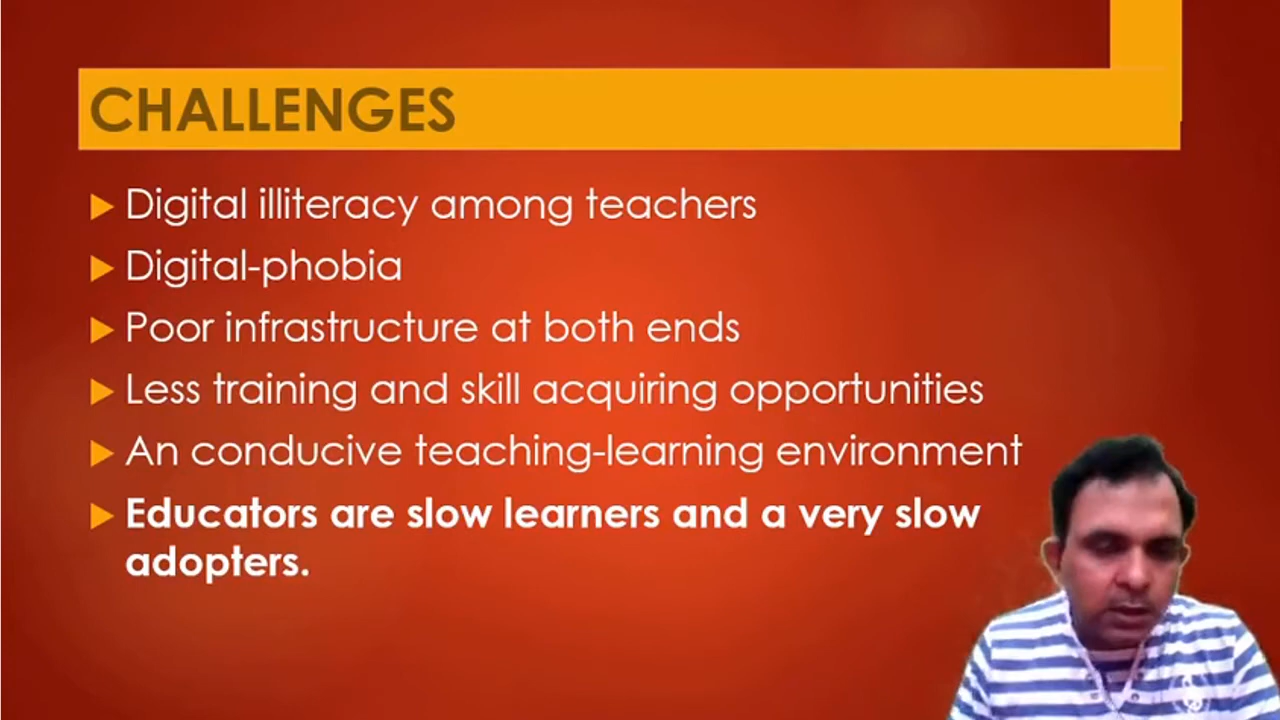 CHALLENGES
Digital illiteracy among teachers
Digital-phobia
Poor infrastructure at both ends
Less training and skill acquiring opportunities
An conducive teaching-learning environment
Educators are slow learners and a very slow
adopters.